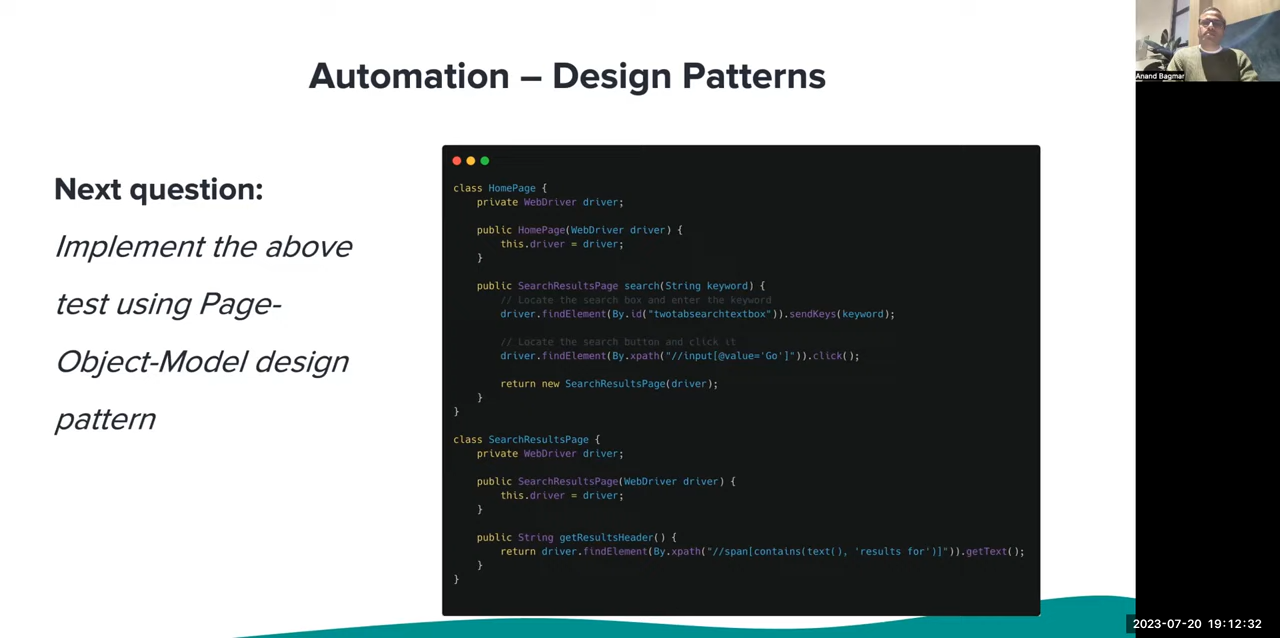 Automation – Design Patterns
Anand Bagmar
Next question:
Implement the above
test using Page-
Object-Model design
pattern
class HomePage {
    private WebDriver driver;
    public HomePage(WebDriver driver) {
        this.driver = driver;
    }
    public SearchResultsPage search(String keyword) {
        // Locate the search box and enter the keyword
        driver.findElement(By.id("twotabsearchtextbox")).sendKeys(keyword);
        // Locate the search button and click it
        driver.findElement(By.xpath("//input[@value='Go']")).click();
        return new SearchResultsPage(driver);
    }
}
class SearchResultsPage {
    private WebDriver driver;
    public SearchResultsPage(WebDriver driver) {
        this.driver = driver;
    }
    public String getResultsHeader() {
        return driver.findElement(By.xpath("//span[contains(text(), 'results for')]")).getText();
    }
}
2023-07-20 19:12:32